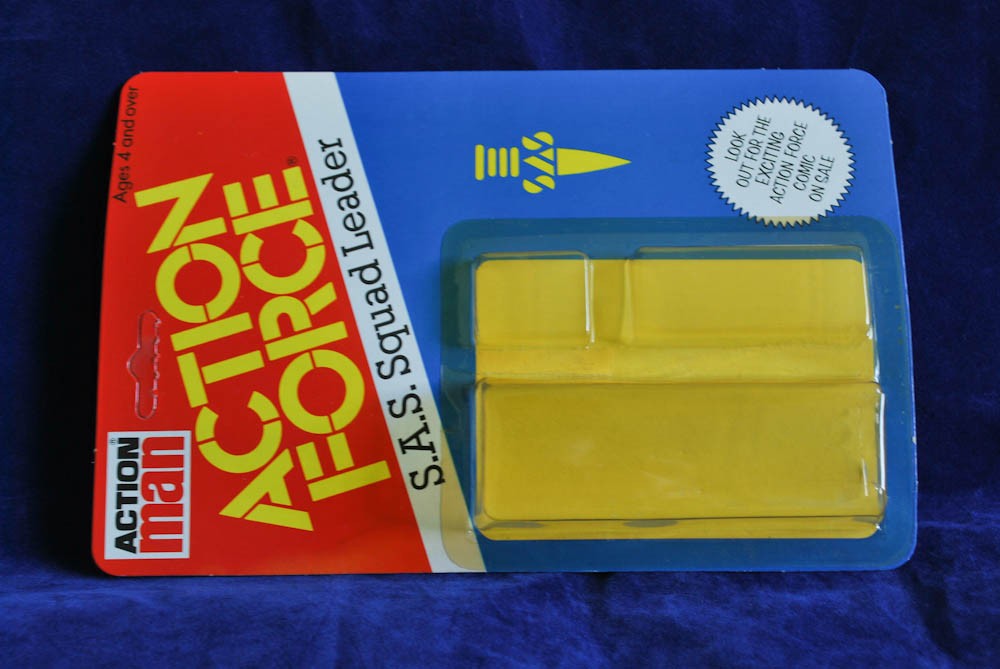 Ages 4 and over
ACTION
FORCE®
S.A.S. Squad Leader
ACTION®
man
SAS
LOOK
OUT FOR THE
EXCITING
ACTION FORCE
COMIC
ON SALE